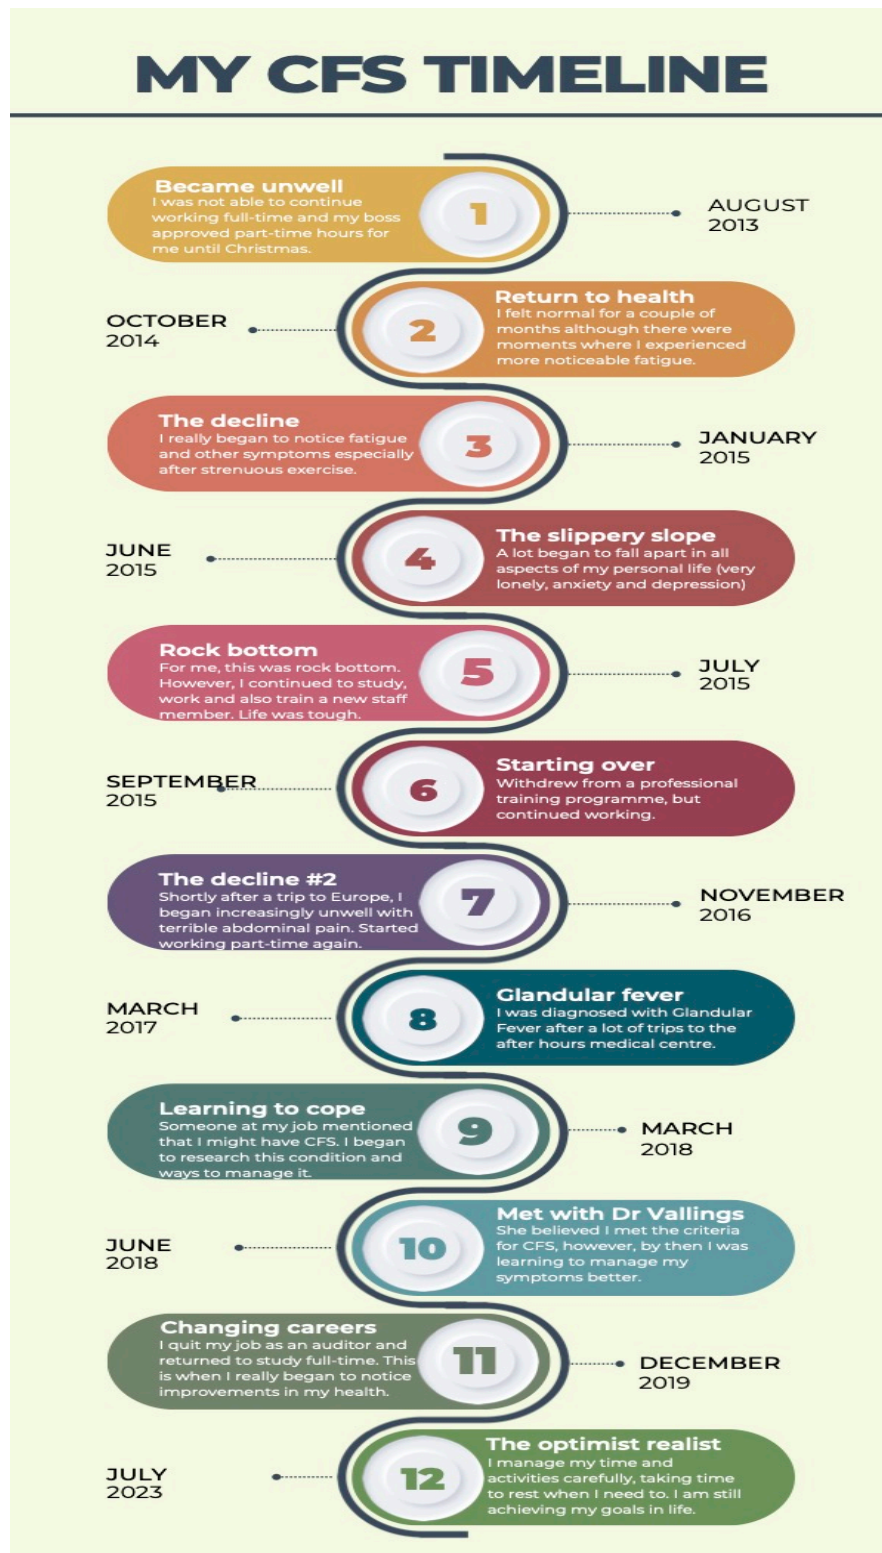 MY CFS TIMELINE
Became unwell
I was not able to continue
working full-time and my boss
approved part-time hours for
me until Christmas.
1
AUGUST
2013
OCTOBER
2014
2
Return to health
I felt normal for a couple of
months although there were
moments where I experienced
more noticeable fatigue.
The decline
I really began to notice fatigue
and other symptoms especially
after strenuous exercise.
3
JANUARY
2015
JUNE
2015
4
The slippery slope
A lot began to fall apart in all
aspects of my personal life (very
lonely, anxiety and depression)
Rock bottom
For me, this was rock bottom.
However, I continued to study,
work and also train a new staff
member. Life was tough.
5
JULY
2015
SEPTEMBER
2015
6
Starting over
Withdrew from a professional
training programme, but
continued working.
The decline #2
Shortly after a trip to Europe, I
began increasingly unwell with
terrible abdominal pain. Started
working part-time again.
7
NOVEMBER
2016
MARCH
2017
8
Glandular fever
I was diagnosed with Glandular
Fever after a lot of trips to the
after hours medical centre.
Learning to cope
Someone at my job mentioned
that I might have CFS. I began
to research this condition and
ways to manage it.
9
MARCH
2018
JUNE
2018
10
Met with Dr Vallings
She believed I met the criteria
for CFS, however, by then I was
learning to manage my
symptoms better.
Changing careers
I quit my job as an auditor and
returned to study full-time. This
is when I really began to notice
improvements in my health.
11
DECEMBER
2019
JULY
2023
12
The optimist realist
I manage my time and
activities carefully, taking time
to rest when I need to. I am still
achieving my goals in life.